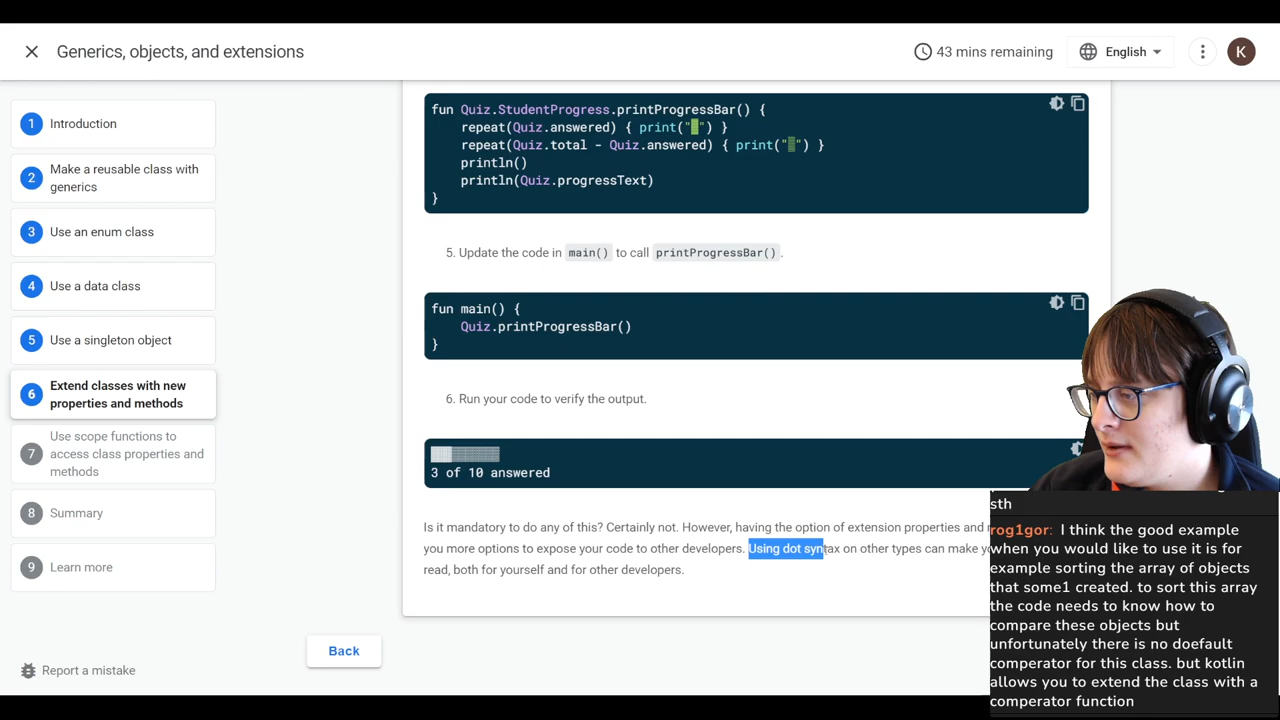 Generics, objects, and extensions
43 mins remaining
English
K
1 Introduction
2 Make a reusable class with
generics
3 Use an enum class
4 Use a data class
5 Use a singleton object
6 Extend classes with new
properties and methods
7 Use scope functions to
access class properties and
methods
8 Summary
9 Learn more
Report a mistake
fun Quiz.StudentProgress.printProgressBar() {
repeat(Quiz.answered) { print("▓") }
repeat(Quiz.total - Quiz.answered) { print("▒") }
println()
println(Quiz.progressText)
}
5. Update the code in main() to call printProgressBar().
fun main() {
Quiz.printProgressBar()
}
6. Run your code to verify the output.
▓▓▓▒▒▒▒▒▒▒
3 of 10 answered
Is it mandatory to do any of this? Certainly not. However, having the option of extension properties and
you more options to expose your code to other developers. Using dot syntax on other types can make
read, both for yourself and for other developers.
Back
sth
rog1gor: I think the good example
when you would like to use it is for
example sorting the array of objects
that some1 created. to sort this array
the code needs to know how to
compare these objects but
unfortunately there is no doefault
comperator for this class. but kotlin
allows you to extend the class with a
comperator function